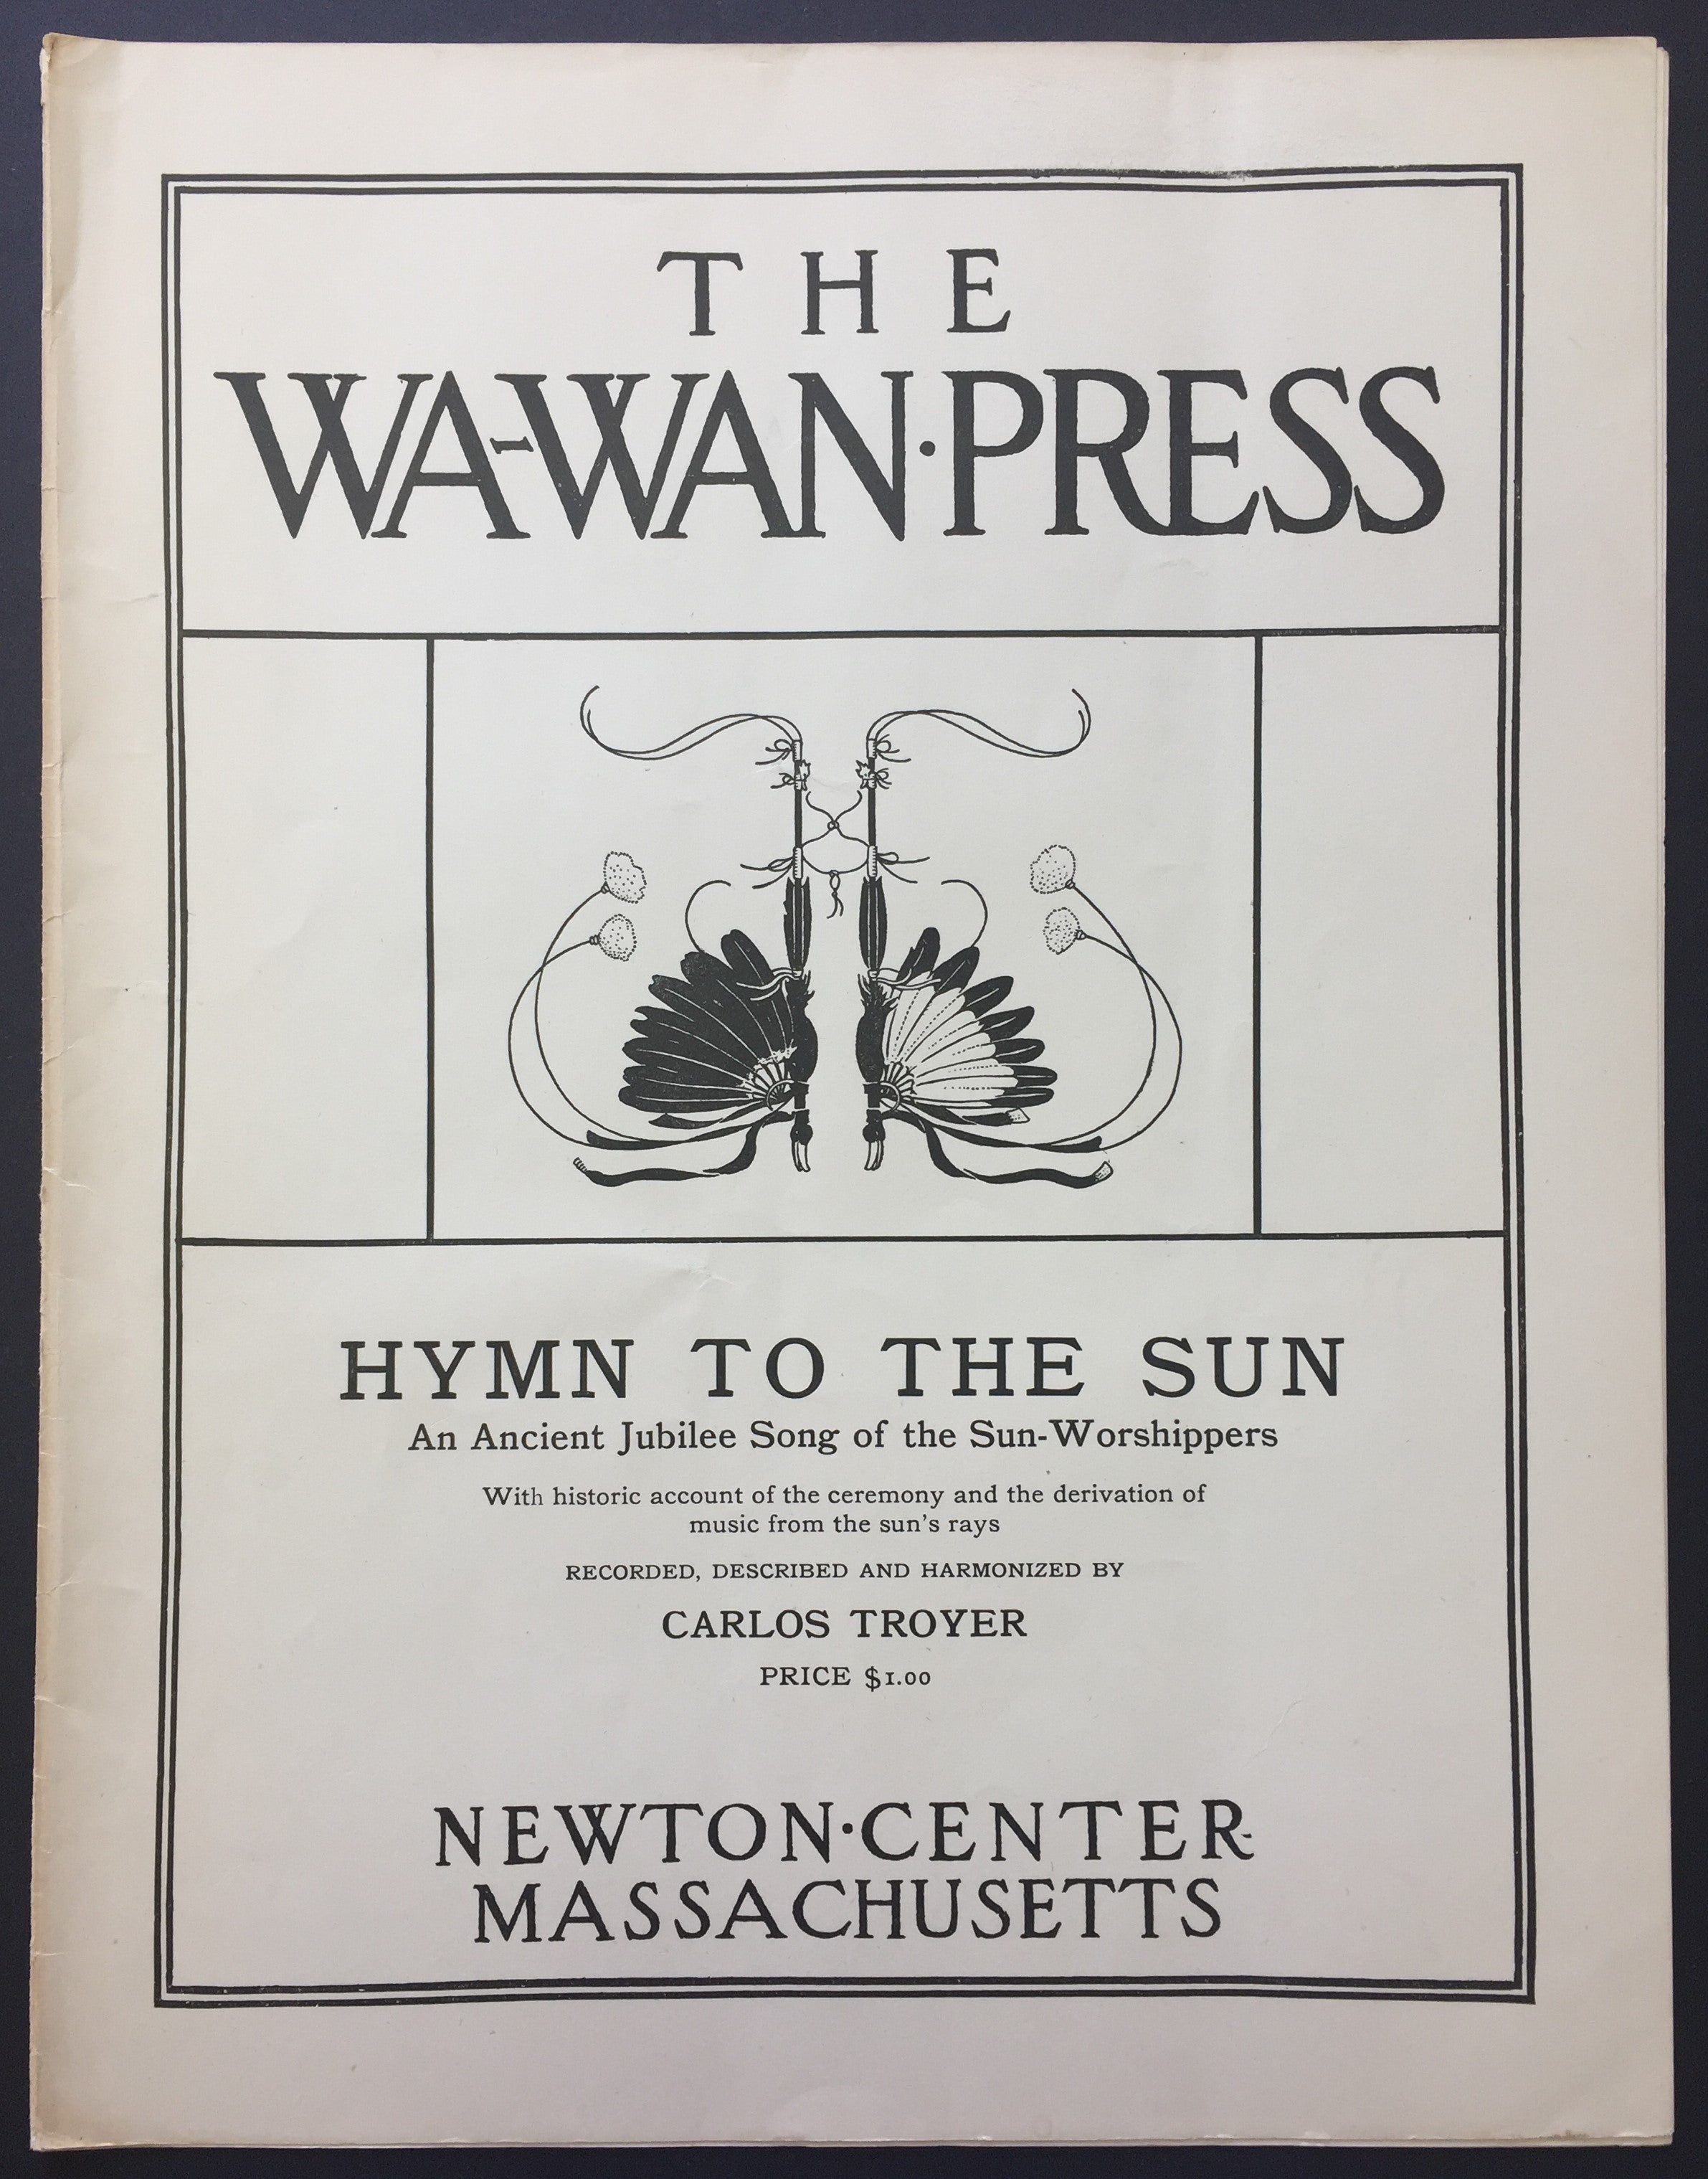 THE
WA-WAN·PRESS
HYMN TO THE SUN
An Ancient Jubilee Song of the Sun-Worshippers
With historic account of the ceremony and the derivation of
music from the sun's rays
RECORDED, DESCRIBED AND HARMONIZED BY
CARLOS TROYER
PRICE $1.00
NEWTON·CENTER
MASSACHUSETTS